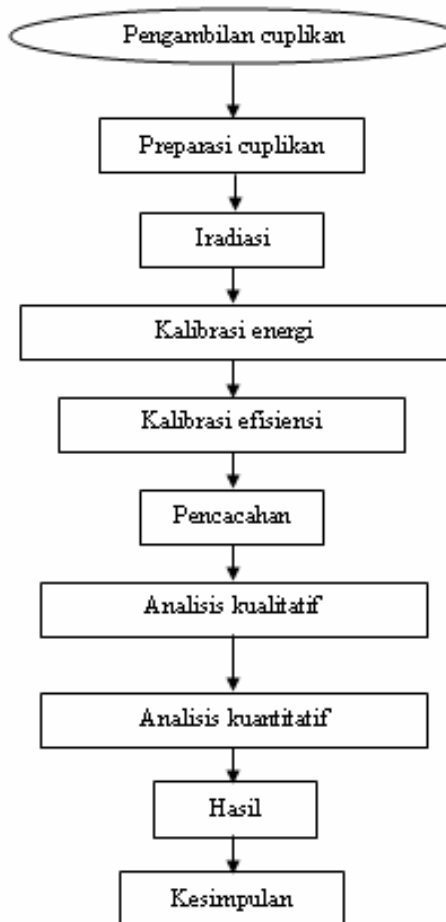 Pengambilan cuplikan
Preparasi cuplikan
Iradiasi
Kalibrasi energi
Kalibrasi efisiensi
Pencacahan
Analisis kualitatif
Analisis kuantitatif
Hasil
Kesimpulan